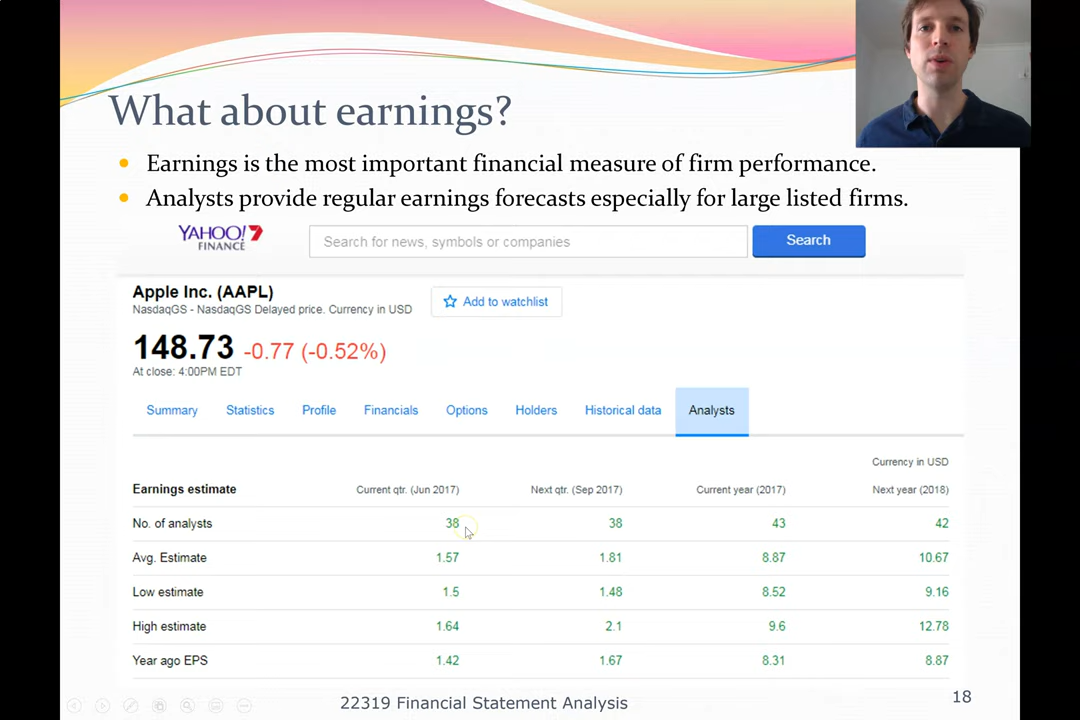 What about earnings?
Earnings is the most important financial measure of firm performance.
Analysts provide regular earnings forecasts especially for large listed firms.
YAHOO!7
FINANCE
Search for news, symbols or companies
Search
Apple Inc. (AAPL)
NasdaqGS - NasdaqGS Delayed price. Currency in USD
Add to watchlist
148.73 -0.77 (-0.52%)
At close: 4:00PM EDT
Summary Statistics Profile Financials Options Holders Historical data Analysts
Currency in USD
Earnings estimate Current qtr. (Jun 2017) Next qtr. (Sep 2017) Current year (2017) Next year (2018)
No. of analysts 38 38 43 42
Avg. Estimate 1.57 1.81 8.87 10.67
Low estimate 1.5 1.48 8.52 9.16
High estimate 1.64 2.1 9.6 12.78
Year ago EPS 1.42 1.67 8.31 8.87
22319 Financial Statement Analysis
18